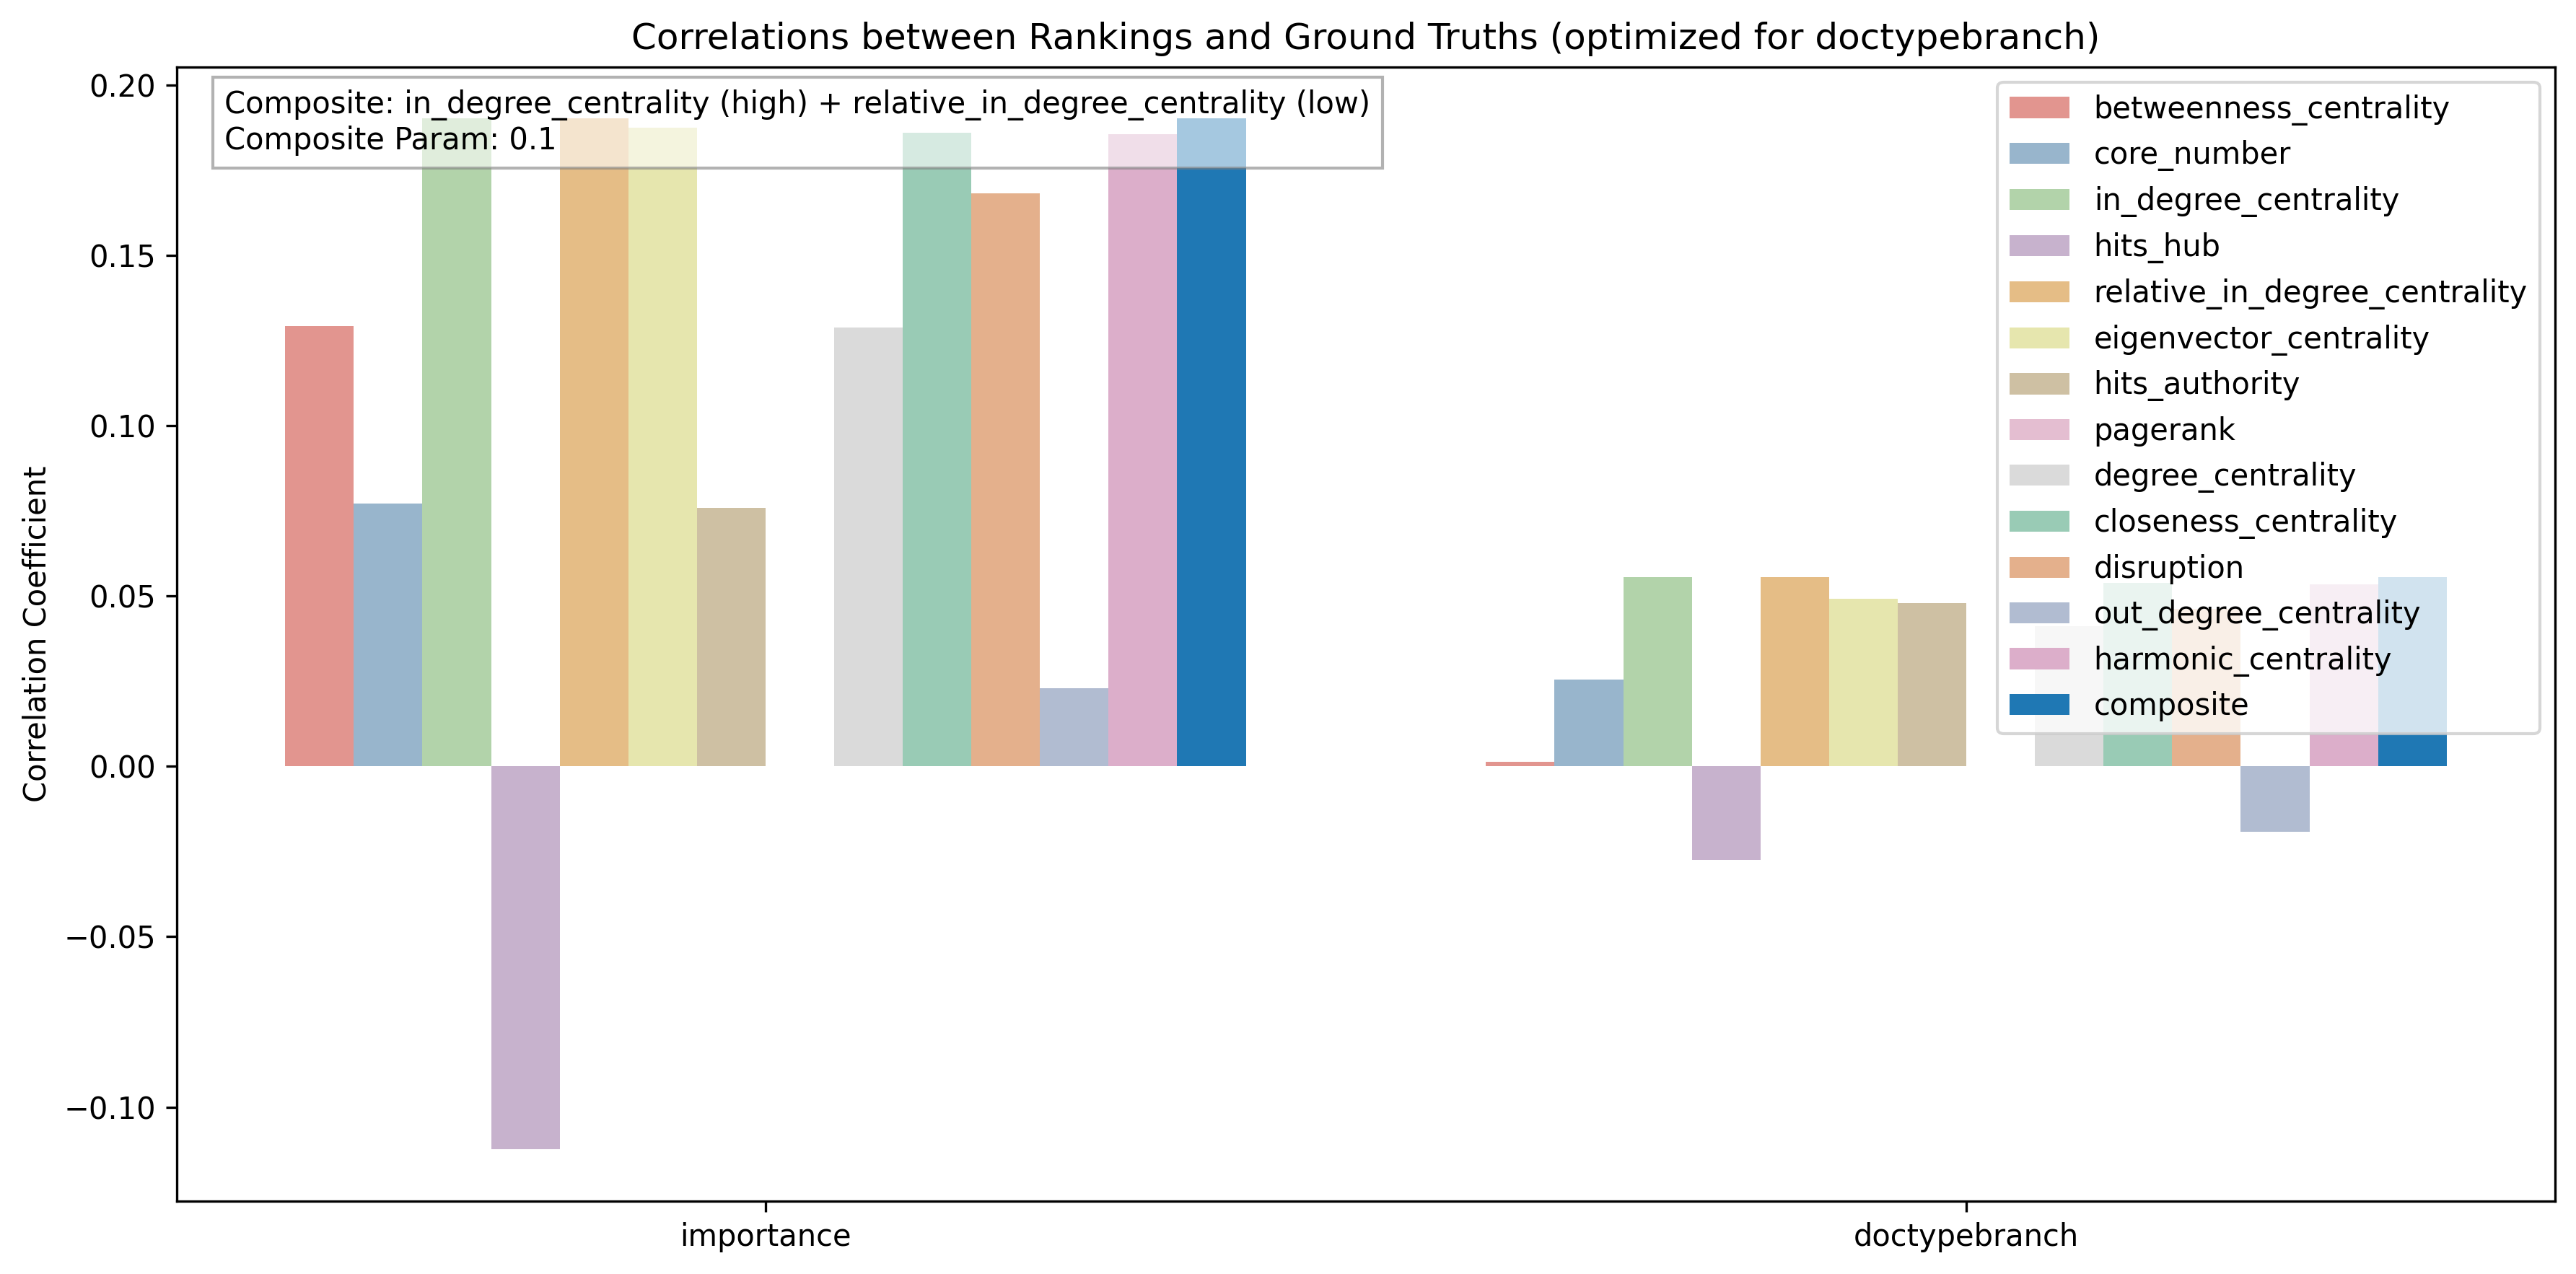 Correlations between Rankings and Ground Truths (optimized for doctypebranch)
Composite: in_degree_centrality (high) + relative_in_degree_centrality (low)
Composite Param: 0.1
betweenness_centrality
core_number
in_degree_centrality
hits_hub
relative_in_degree_centrality
eigenvector_centrality
hits_authority
pagerank
degree_centrality
closeness_centrality
disruption
out_degree_centrality
harmonic_centrality
composite
Correlation Coefficient
0.20
0.15
0.10
0.05
0.00
−0.05
−0.10
importance
doctypebranch